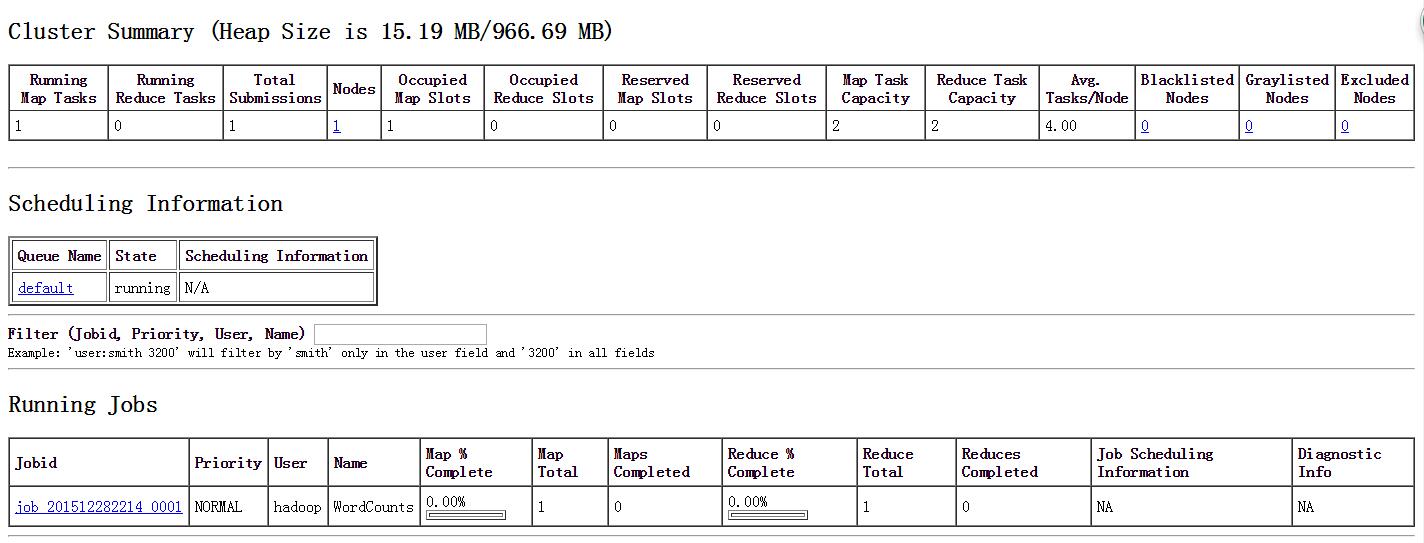 Cluster Summary (Heap Size is 15.19 MB/966.69 MB)
Running Map Tasks Running Reduce Tasks Total Submissions Nodes Occupied Map Slots Occupied Reduce Slots Reserved Map Slots Reserved Reduce Slots Map Task Capacity Reduce Task Capacity Avg. Tasks/Node Blacklisted Nodes Graylisted Nodes Excluded Nodes
1 0 1 1 1 0 0 0 2 2 4.00 0 0 0
Scheduling Information
Queue Name State Scheduling Information
default running N/A
Filter (Jobid, Priority, User, Name)
Example: 'user:smith 3200' will filter by 'smith' only in the user field and '3200' in all fields
Running Jobs
Jobid Priority User Name Map % Complete Map Total Maps Completed Reduce % Complete Reduce Total Reduces Completed Job Scheduling Information Diagnostic Info
job_201512282214_0001 NORMAL hadoop WordCounts 0.00% 1 0 0.00% 1 0 NA NA